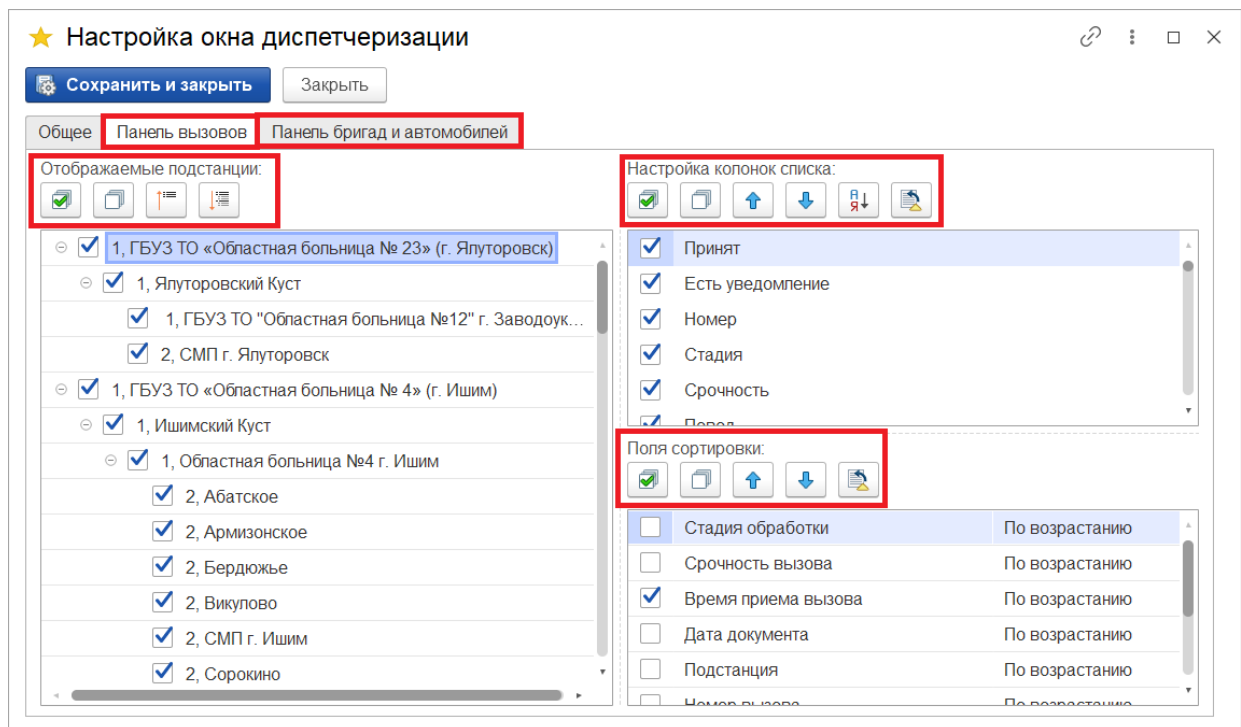 Настройка окна диспетчеризации
Сохранить и закрыть Закрыть
Общее Панель вызовов Панель бригад и автомобилей
Отображаемые подстанции:
1, ГБУЗ ТО «Областная больница № 23» (г. Ялуторовск)
1, Ялуторовский Куст
1, ГБУЗ ТО "Областная больница №12" г. Заводоук...
2, СМП г. Ялуторовск
1, ГБУЗ ТО «Областная больница № 4» (г. Ишим)
1, Ишимский Куст
1, Областная больница №4 г. Ишим
2, Абатское
2, Армизонское
2, Бердюжье
2, Викулово
2, СМП г. Ишим
2, Сорокино
Настройка колонок списка:
Принят
Есть уведомление
Номер
Стадия
Срочность
Повод
Поля сортировки:
Стадия обработки По возрастанию
Срочность вызова По возрастанию
Время приема вызова По возрастанию
Дата документа По возрастанию
Подстанция По возрастанию
Номер вызова По возрастанию